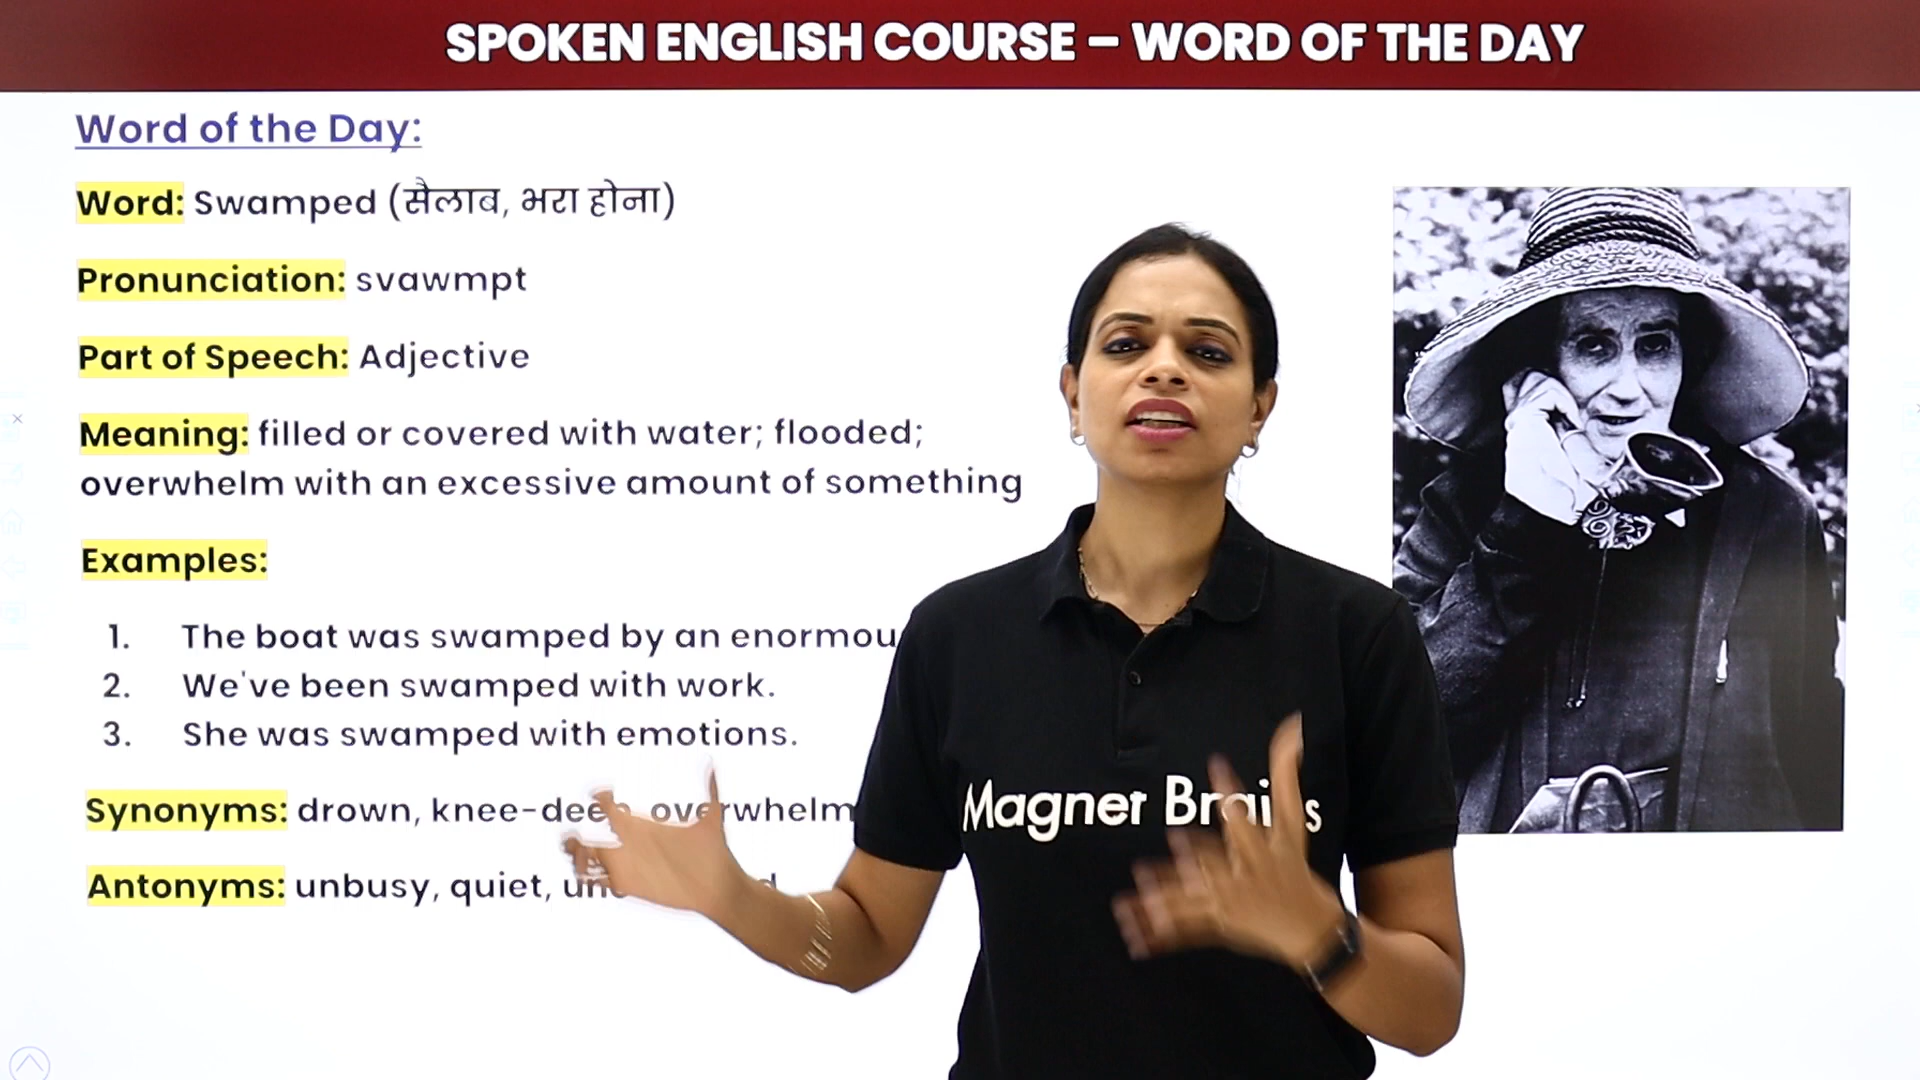 SPOKEN ENGLISH COURSE – WORD OF THE DAY
Word of the Day:
Word: Swamped (सैलाब, भरा होना)
Pronunciation: svawmpt
Part of Speech: Adjective
Meaning: filled or covered with water; flooded;
overwhelm with an excessive amount of something
Examples:
1. The boat was swamped by an
2. We've been swamped with work.
3. She was swamped with emotions.
Synonyms: drown, knee-deep, overwhelm
Antonyms: unbusy, quiet,
Magnet Brains